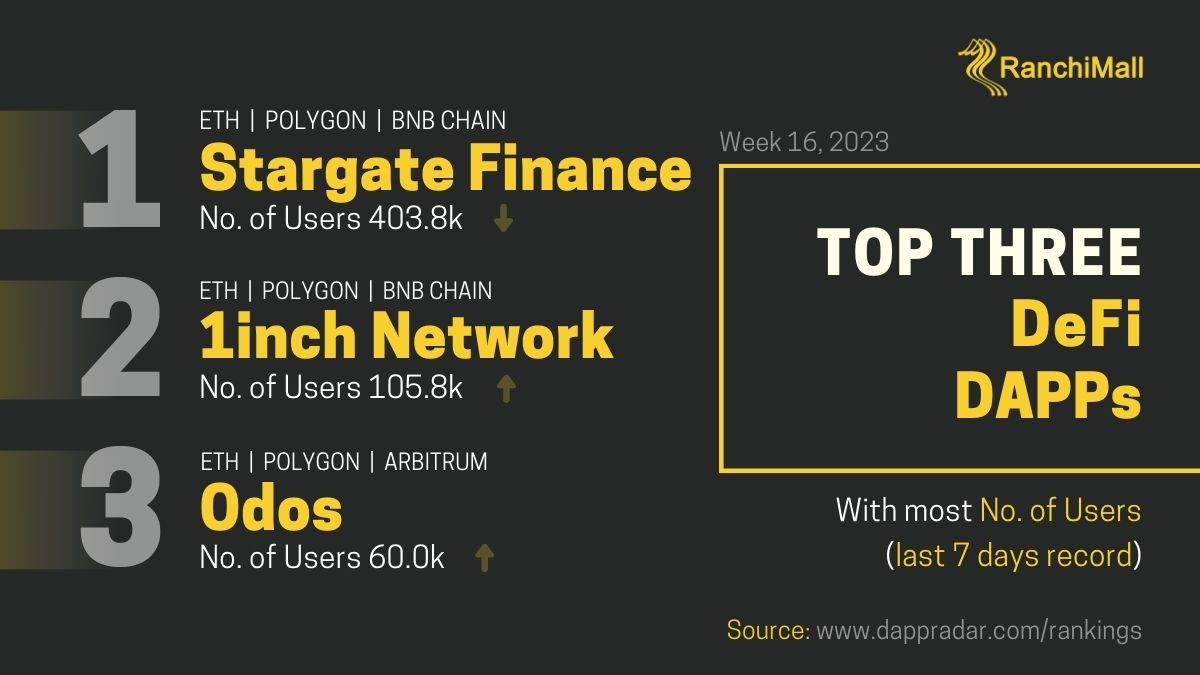 RanchiMall
1
ETH | POLYGON | BNB CHAIN
Stargate Finance
No. of Users 403.8k
2
ETH | POLYGON | BNB CHAIN
1inch Network
No. of Users 105.8k
3
ETH | POLYGON | ARBITRUM
Odos
No. of Users 60.0k
Week 16, 2023
TOP THREE
DeFi
DAPPs
With most No. of Users
(last 7 days record)
Source: www.dappradar.com/rankings